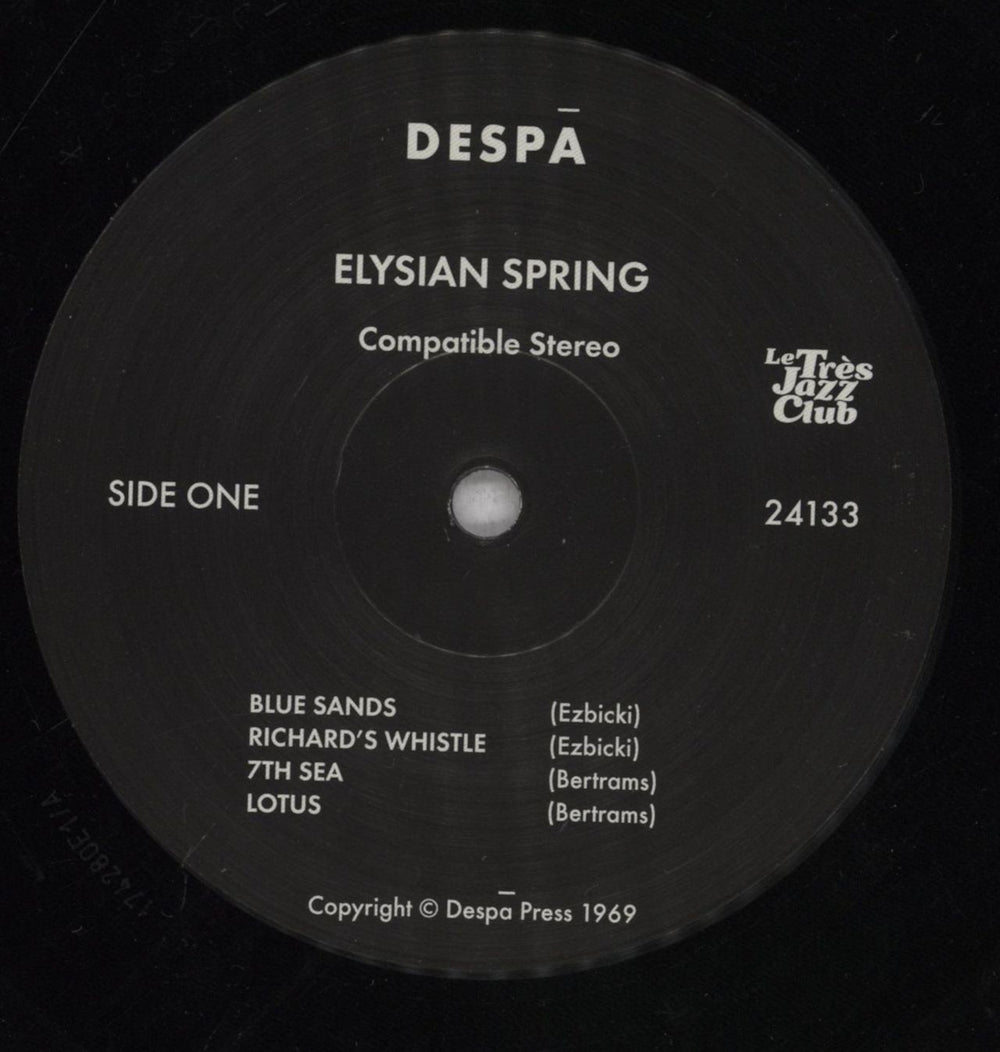 DESPĀ
ELYSIAN SPRING
Compatible Stereo
Le Très
Jazz
Club
SIDE ONE
24133
BLUE SANDS (Ezbicki)
RICHARD'S WHISTLE (Ezbicki)
7TH SEA (Bertrams)
LOTUS (Bertrams)
Copyright © Despā Press 1969
174280E1/A